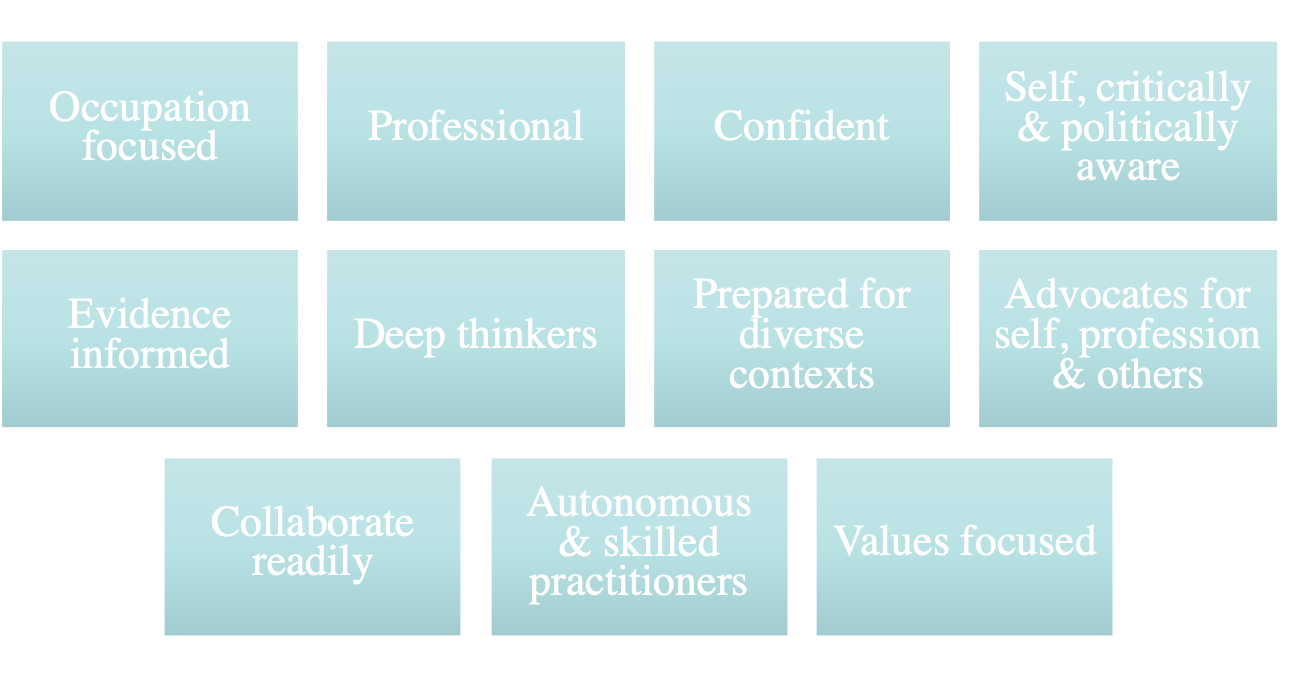 Occupation
focused
Professional
Confident
Self, critically
& politically
aware
Evidence
informed
Deep thinkers
Prepared for
diverse
contexts
Advocates for
self, profession
& others
Collaborate
readily
Autonomous
& skilled
practitioners
Values focused